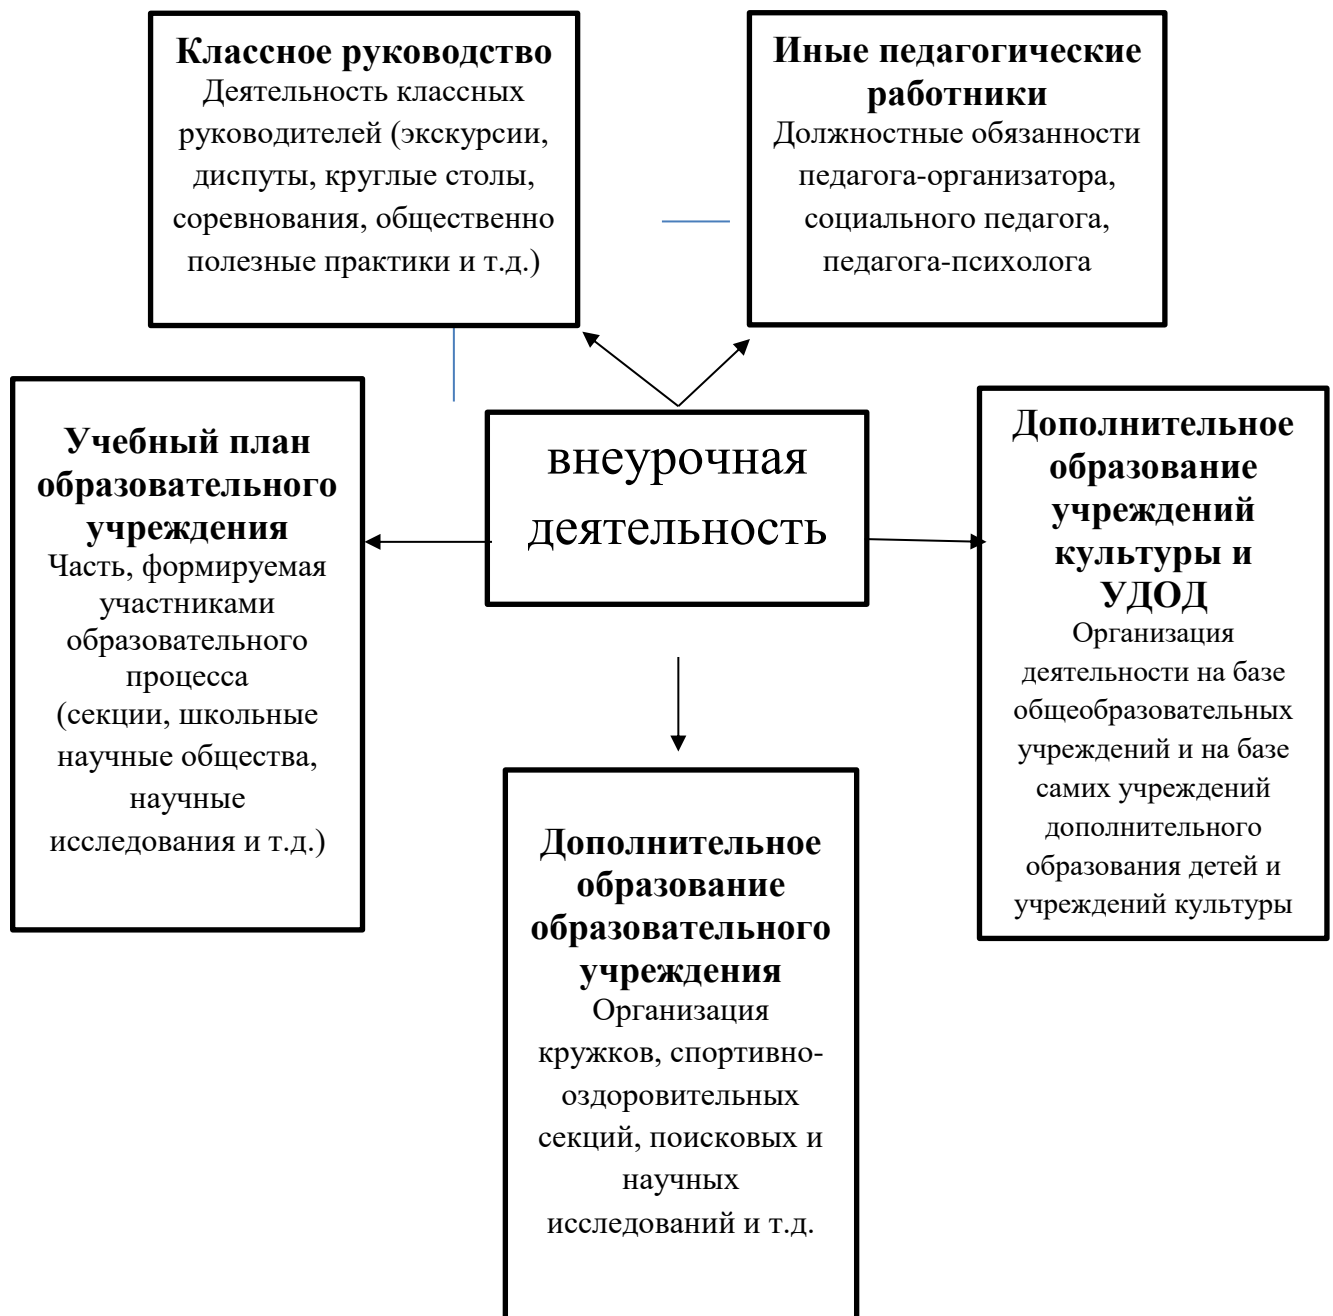 Классное руководство
Деятельность классных
руководителей (экскурсии,
диспуты, круглые столы,
соревнования, общественно
полезные практики и т.д.)
Иные педагогические
работники
Должностные обязанности
педагога-организатора,
социального педагога,
педагога-психолога
Учебный план
образовательного
учреждения
Часть, формируемая
участниками
образовательного
процесса
(секции, школьные
научные общества,
научные
исследования и т.д.)
внеурочная
деятельность
Дополнительное
образование
учреждений
культуры и
УДОД
Организация
деятельности на базе
общеобразовательных
учреждений и на базе
самих учреждений
дополнительного
образования детей и
учреждений культуры
Дополнительное
образование
образовательного
учреждения
Организация
кружков, спортивно-
оздоровительных
секций, поисковых и
научных
исследований и т.д.